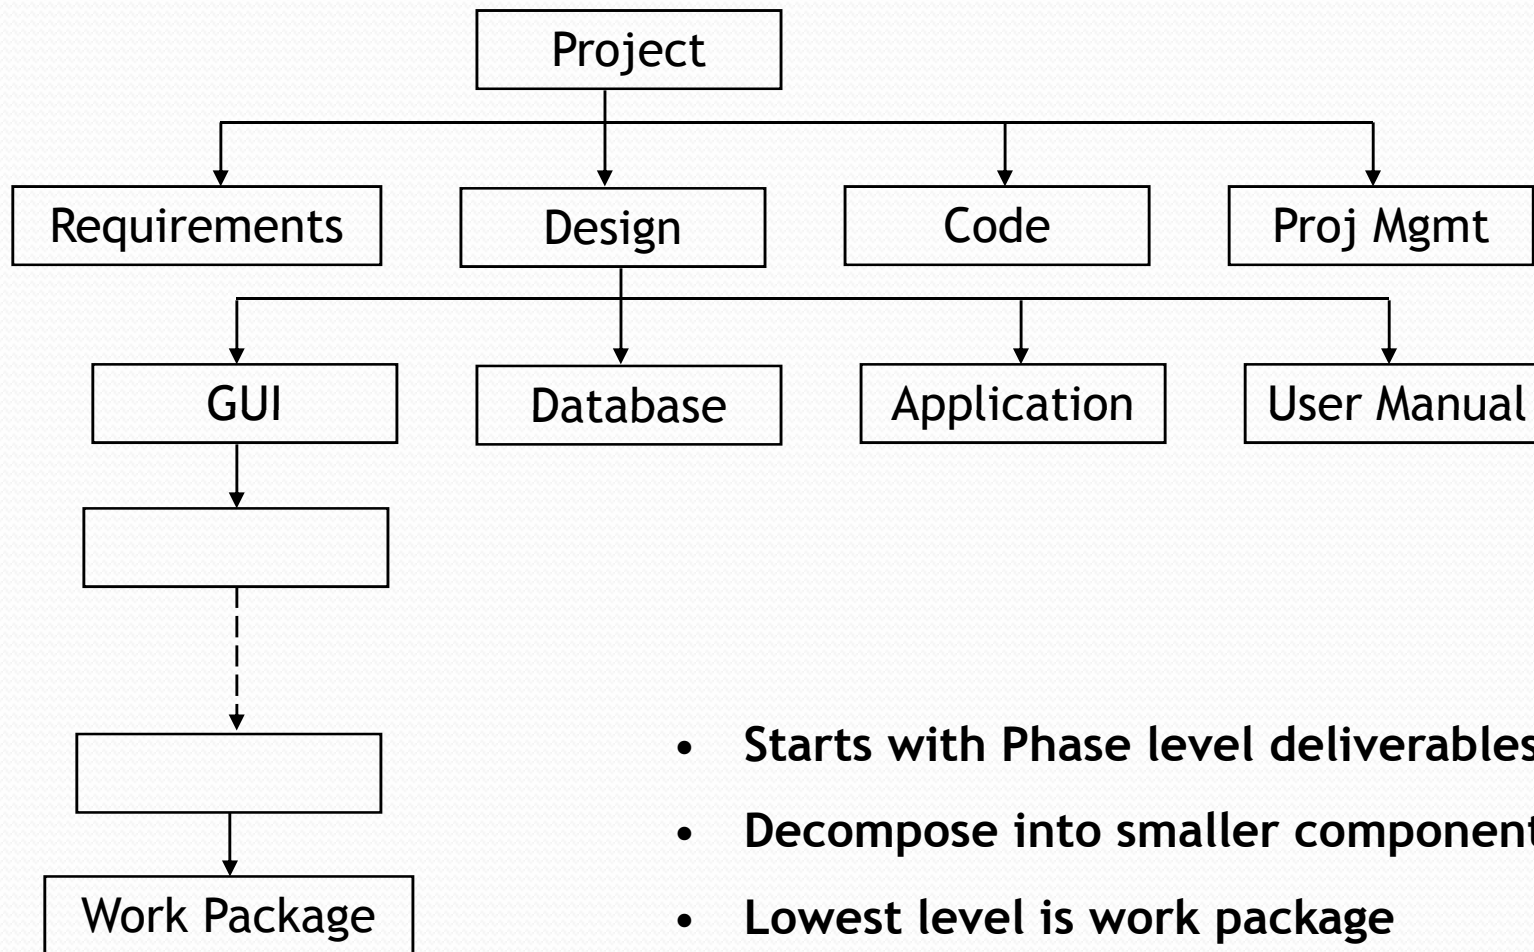 Project
Requirements
Design
Code
Proj Mgmt
GUI
Database
Application
User Manual
• Starts with Phase level deliverables
• Decompose into smaller component
• Lowest level is work package
Work Package